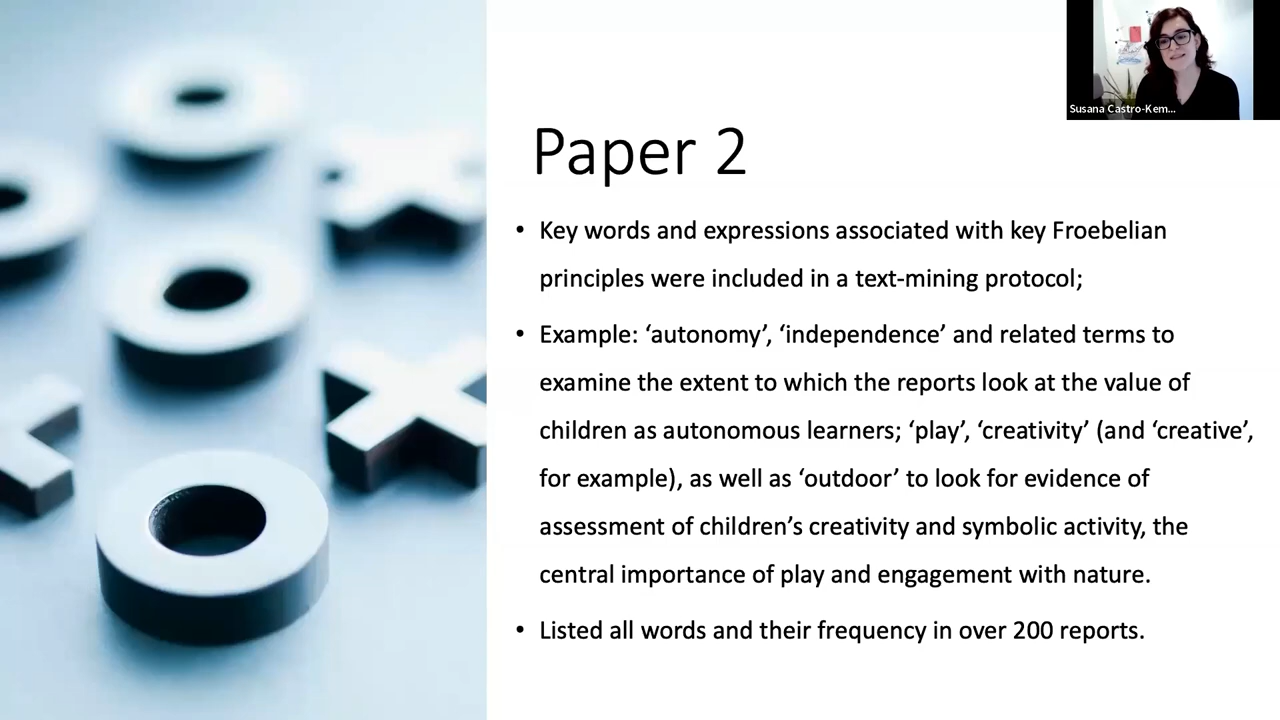 Susana Castro-Kem...
Paper 2
• Key words and expressions associated with key Froebelian
principles were included in a text-mining protocol;
• Example: ‘autonomy’, ‘independence’ and related terms to
examine the extent to which the reports look at the value of
children as autonomous learners; ‘play’, ‘creativity’ (and ‘creative’,
for example), as well as ‘outdoor’ to look for evidence of
assessment of children’s creativity and symbolic activity, the
central importance of play and engagement with nature.
• Listed all words and their frequency in over 200 reports.